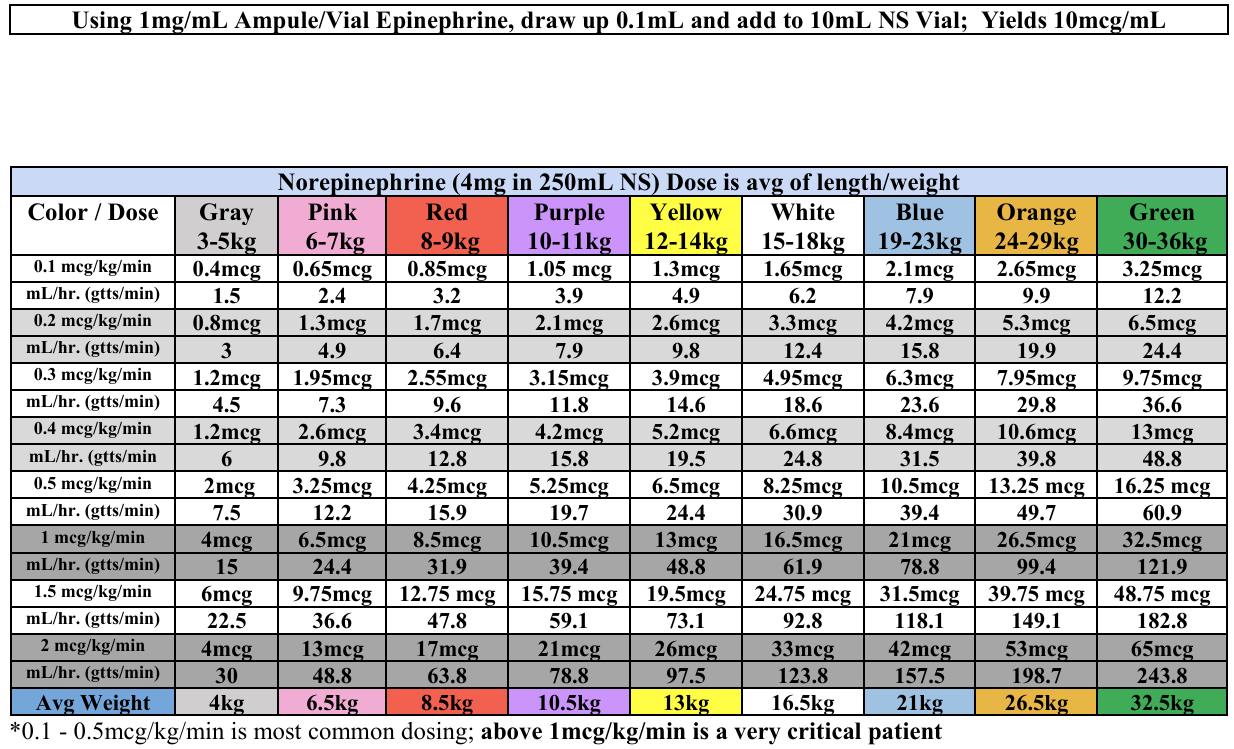 Using 1mg/mL Ampule/Vial Epinephrine, draw up 0.1mL and add to 10mL NS Vial; Yields 10mcg/mL
Norepinephrine (4mg in 250mL NS) Dose is avg of length/weight
Color / Dose Gray Pink Red Purple Yellow White Blue Orange Green
3-5kg 6-7kg 8-9kg 10-11kg 12-14kg 15-18kg 19-23kg 24-29kg 30-36kg
0.1 mcg/kg/min 0.4mcg 0.65mcg 0.85mcg 1.05 mcg 1.3mcg 1.65mcg 2.1mcg 2.65mcg 3.25mcg
mL/hr. (gtts/min) 1.5 2.4 3.2 3.9 4.9 6.2 7.9 9.9 12.2
0.2 mcg/kg/min 0.8mcg 1.3mcg 1.7mcg 2.1mcg 2.6mcg 3.3mcg 4.2mcg 5.3mcg 6.5mcg
mL/hr. (gtts/min) 3 4.9 6.4 7.9 9.8 12.4 15.8 19.9 24.4
0.3 mcg/kg/min 1.2mcg 1.95mcg 2.55mcg 3.15mcg 3.9mcg 4.95mcg 6.3mcg 7.95mcg 9.75mcg
mL/hr. (gtts/min) 4.5 7.3 9.6 11.8 14.6 18.6 23.6 29.8 36.6
0.4 mcg/kg/min 1.2mcg 2.6mcg 3.4mcg 4.2mcg 5.2mcg 6.6mcg 8.4mcg 10.6mcg 13mcg
mL/hr. (gtts/min 6 9.8 12.8 15.8 19.5 24.8 31.5 39.8 48.8
0.5 mcg/kg/min 2mcg 3.25mcg 4.25mcg 5.25mcg 6.5mcg 8.25mcg 10.5mcg 13.25 mcg 16.25 mcg
mL/hr. (gtts/min) 7.5 12.2 15.9 19.7 24.4 30.9 39.4 49.7 60.9
1 mcg/kg/min 4mcg 6.5mcg 8.5mcg 10.5mcg 13mcg 16.5mcg 21mcg 26.5mcg 32.5mcg
mL/hr. (gtts/min) 15 24.4 31.9 39.4 48.8 61.9 78.8 99.4 121.9
1.5 mcg/kg/min 6mcg 9.75mcg 12.75 mcg 15.75 mcg 19.5mcg 24.75 mcg 31.5mcg 39.75 mcg 48.75 mcg
mL/hr. (gtts/min) 22.5 36.6 47.8 59.1 73.1 92.8 118.1 149.1 182.8
2 mcg/kg/min 4mcg 13mcg 17mcg 21mcg 26mcg 33mcg 42mcg 53mcg 65mcg
mL/hr. (gtts/min) 30 48.8 63.8 78.8 97.5 123.8 157.5 198.7 243.8
Avg Weight 4kg 6.5kg 8.5kg 10.5kg 13kg 16.5kg 21kg 26.5kg 32.5kg
*0.1 - 0.5mcg/kg/min is most common dosing; above 1mcg/kg/min is a very critical patient